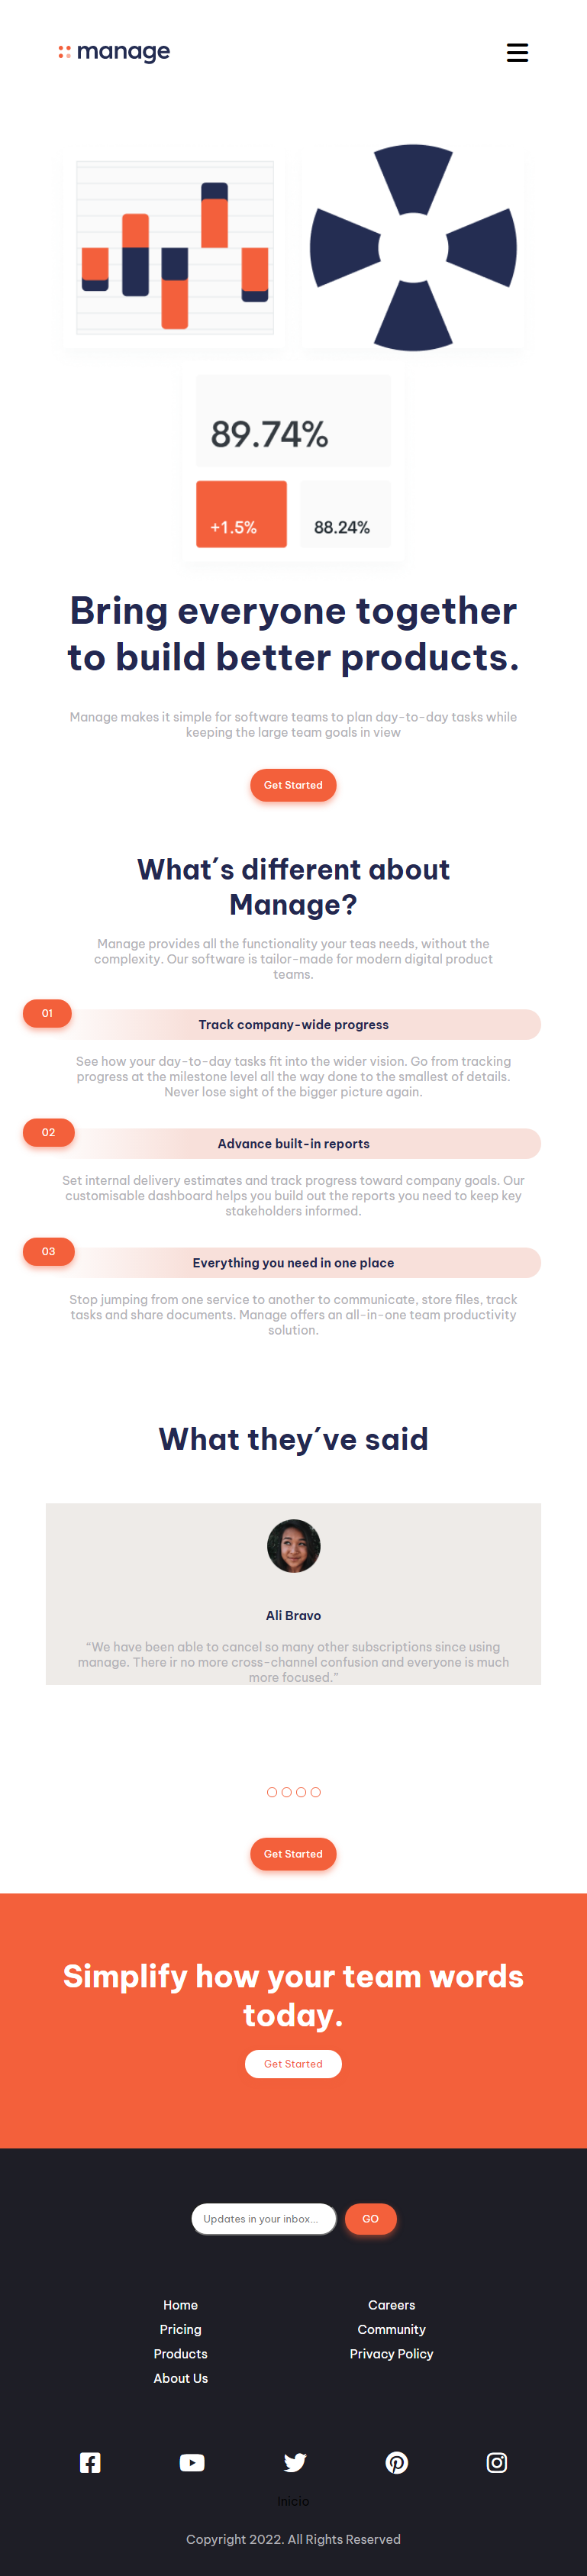 manage
89.74%
+1.5%
88.24%
Bring everyone together
to build better products.
Manage makes it simple for software teams to plan day-to-day tasks while
keeping the large team goals in view
Get Started
What´s different about
Manage?
Manage provides all the functionality your teas needs, without the
complexity. Our software is tailor-made for modern digital product
teams.
01
Track company-wide progress
See how your day-to-day tasks fit into the wider vision. Go from tracking
progress at the milestone level all the way done to the smallest of details.
Never lose sight of the bigger picture again.
02
Advance built-in reports
Set internal delivery estimates and track progress toward company goals. Our
customisable dashboard helps you build out the reports you need to keep key
stakeholders informed.
03
Everything you need in one place
Stop jumping from one service to another to communicate, store files, track
tasks and share documents. Manage offers an all-in-one team productivity
solution.
What they´ve said
Ali Bravo
“We have been able to cancel so many other subscriptions since using
manage. There ir no more cross-channel confusion and everyone is much
more focused.”
Get Started
Simplify how your team words
today.
Get Started
Updates in your inbox...
GO
Home
Careers
Pricing
Community
Products
Privacy Policy
About Us
Inicio
Copyright 2022. All Rights Reserved